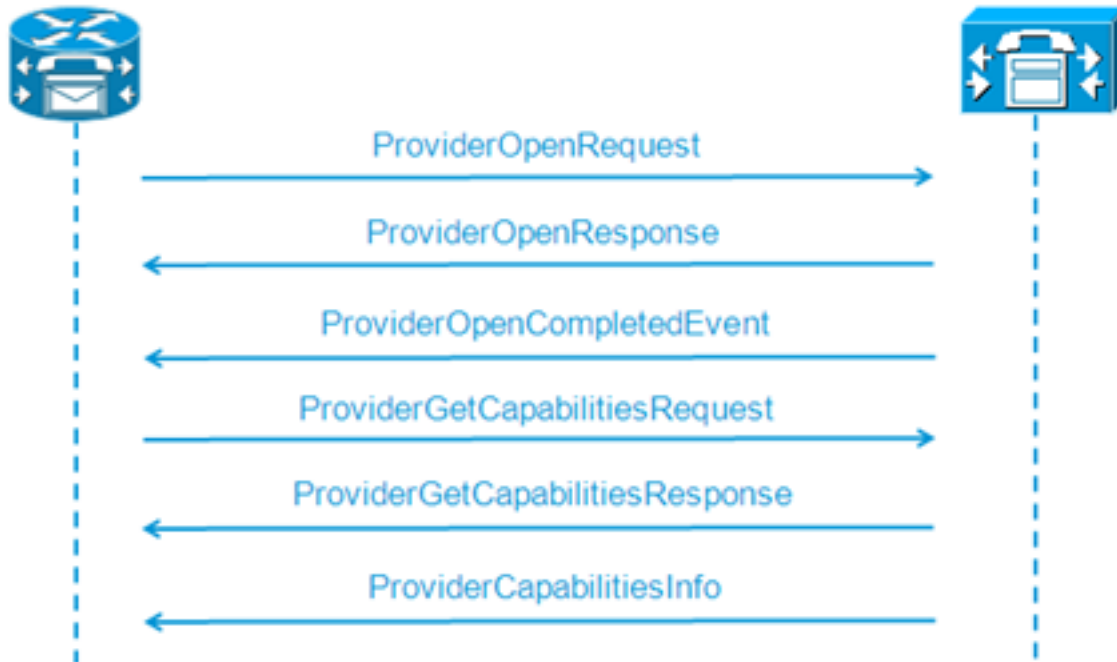 ProviderOpenRequest
ProviderOpenResponse
ProviderOpenCompletedEvent
ProviderGetCapabilitiesRequest
ProviderGetCapabilitiesResponse
ProviderCapabilitiesInfo